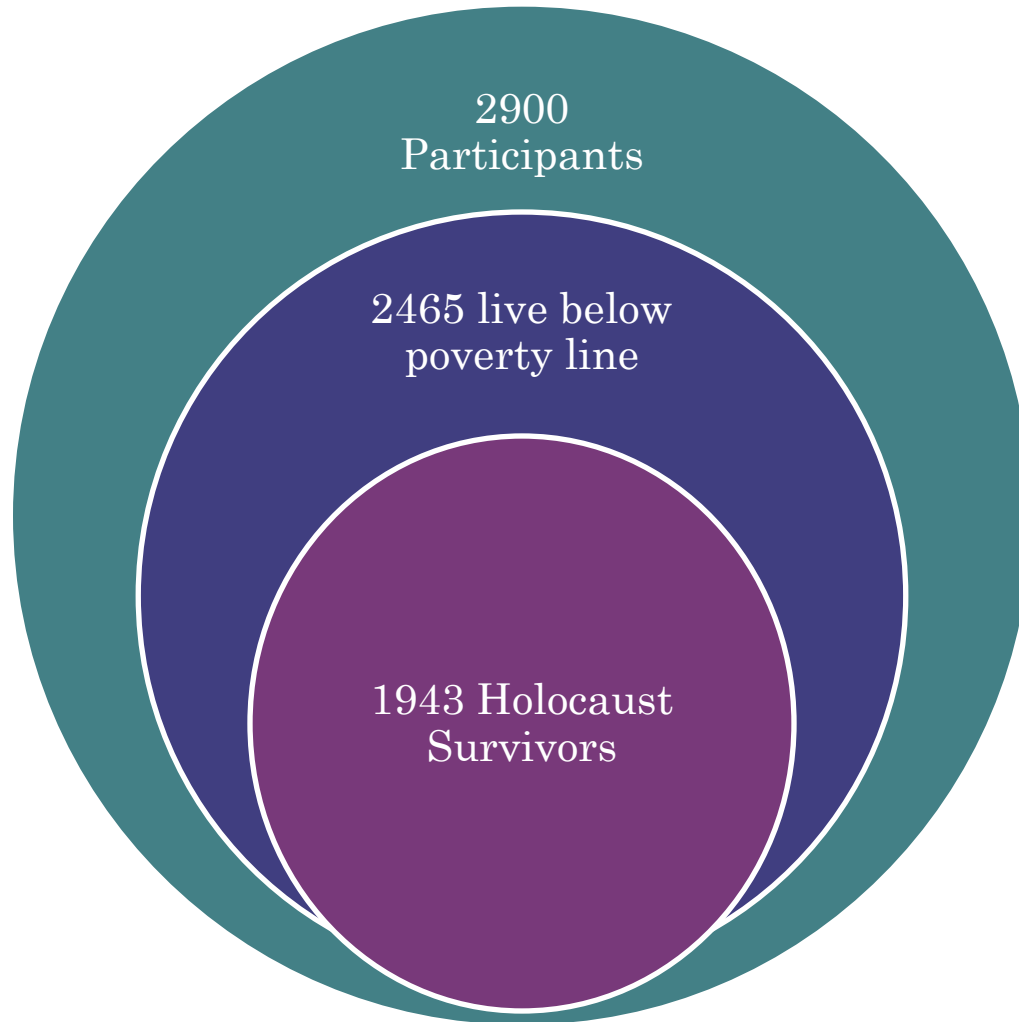 2900
Participants
2465 live below
poverty line
1943 Holocaust
Survivors